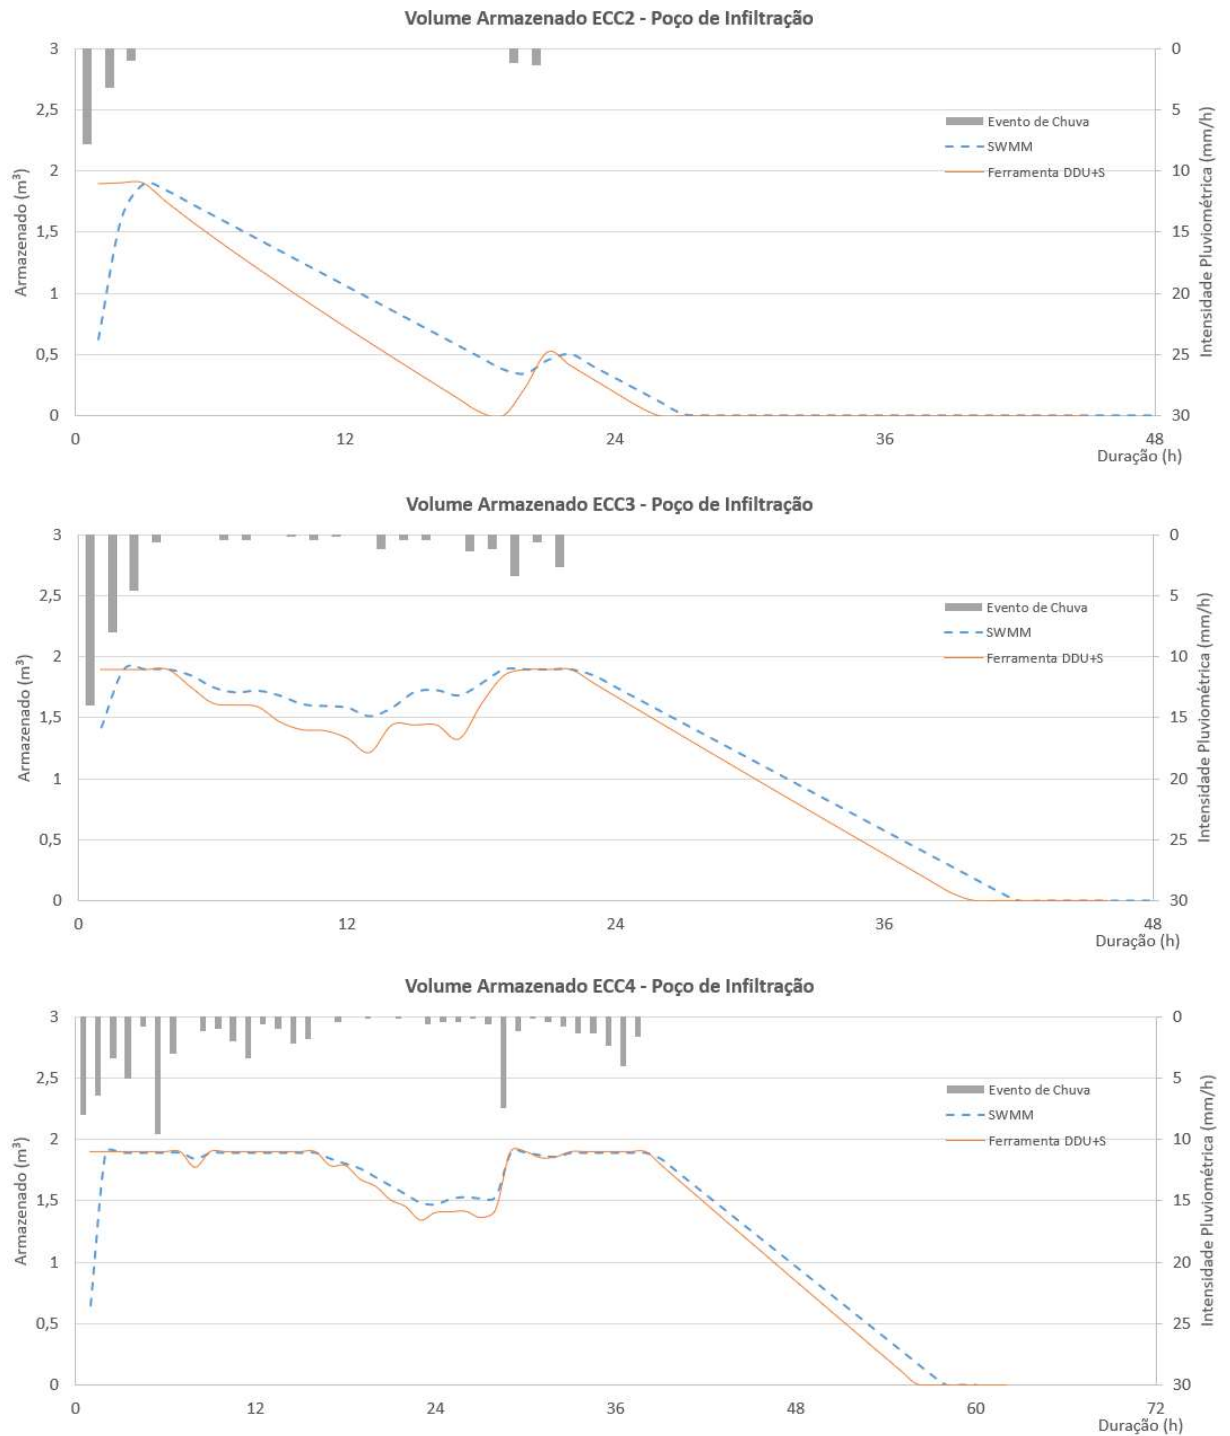 Volume Armazenado ECC2 - Poço de Infiltração
3
2,5
2
1,5
1
0,5
0
Armazenado (m³)
0
5
10
15
20
25
30
Intensidade Pluviométrica (mm/h)
Evento de Chuva
SWMM
Ferramenta DDU+S
0
12
24
36
48
Duração (h)
Volume Armazenado ECC3 - Poço de Infiltração
3
2,5
2
1,5
1
0,5
0
Armazenado (m³)
0
5
10
15
20
25
30
Intensidade Pluviométrica (mm/h)
Evento de Chuva
SWMM
Ferramenta DDU+S
0
12
24
36
48
Duração (h)
Volume Armazenado ECC4 - Poço de Infiltração
3
2,5
2
1,5
1
0,5
0
Armazenado (m³)
0
5
10
15
20
25
30
Intensidade Pluviométrica (mm/h)
Evento de Chuva
SWMM
Ferramenta DDU+S
0
12
24
36
48
60
72
Duração (h)